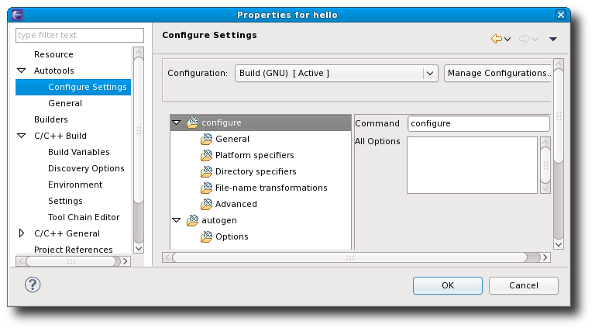 Properties for hello
type filter text
Resource
Autotools
Configure Settings
General
Builders
C/C++ Build
Build Variables
Discovery Options
Environment
Settings
Tool Chain Editor
C/C++ General
Project References
Configure Settings
Configuration: Build (GNU) [ Active ] Manage Configurations..
configure
General
Platform specifiers
Directory specifiers
File-name transformations
Advanced
autogen
Options
Command configure
All Options
? OK Cancel